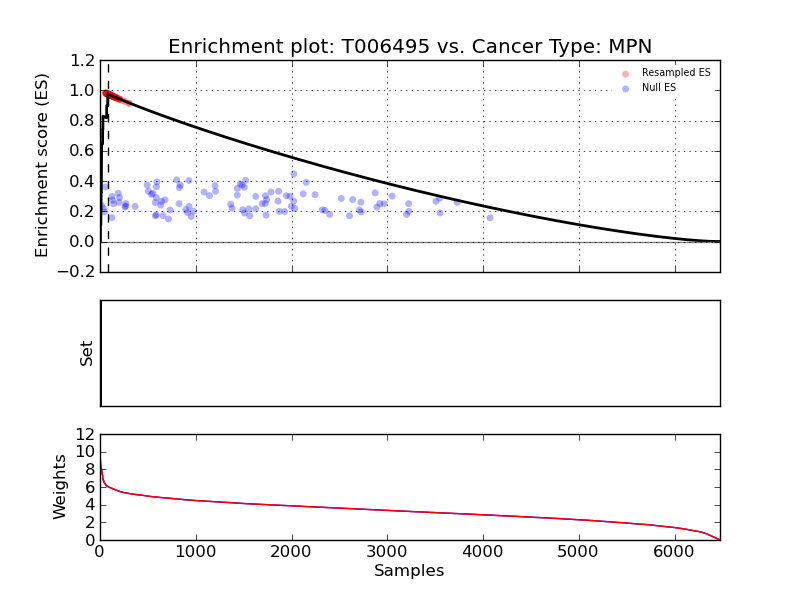 Enrichment plot: T006495 vs. Cancer Type: MPN
1.2
1.0
0.8
0.6
0.4
0.2
0.0
−0.2
Enrichment score (ES)
Resampled ES
Null ES
Set
12
10
8
6
4
2
0
Weights
0 1000 2000 3000 4000 5000 6000
Samples